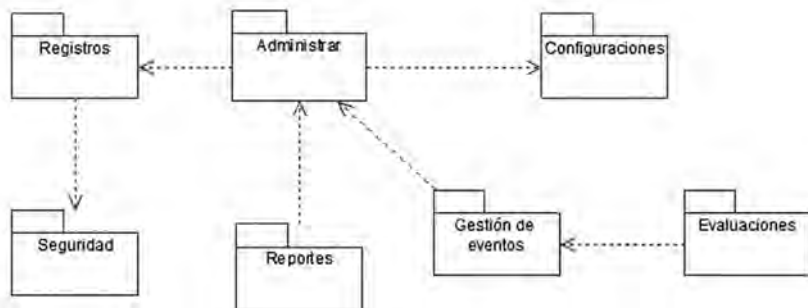 Registros
Administrar
Configuraciones
Seguridad
Reportes
Gestión de
eventos
Evaluaciones